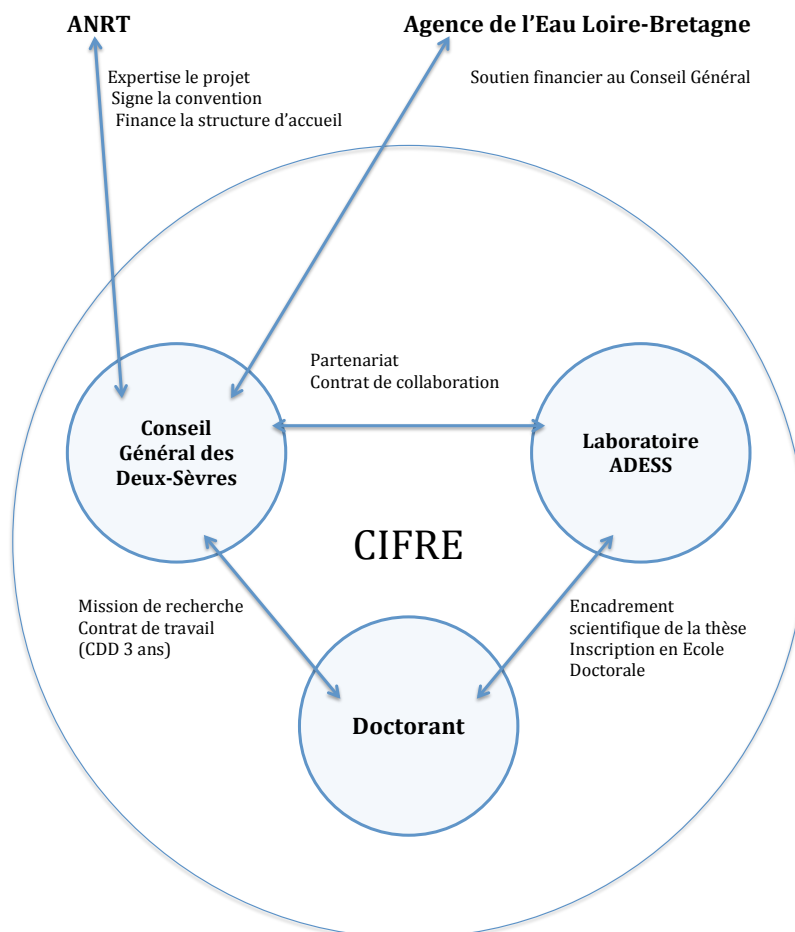 ANRT
Agence de l'Eau Loire-Bretagne
Expertise le projet
Signe la convention
Finance la structure d'accueil
Soutien financier au Conseil Général
Partenariat
Contrat de collaboration
Conseil
Général des
Deux-Sèvres
Laboratoire
ADESS
CIFRE
Mission de recherche
Contrat de travail
(CDD 3 ans)
Encadrement
scientifique de la thèse
Inscription en Ecole
Doctorale
Doctorant